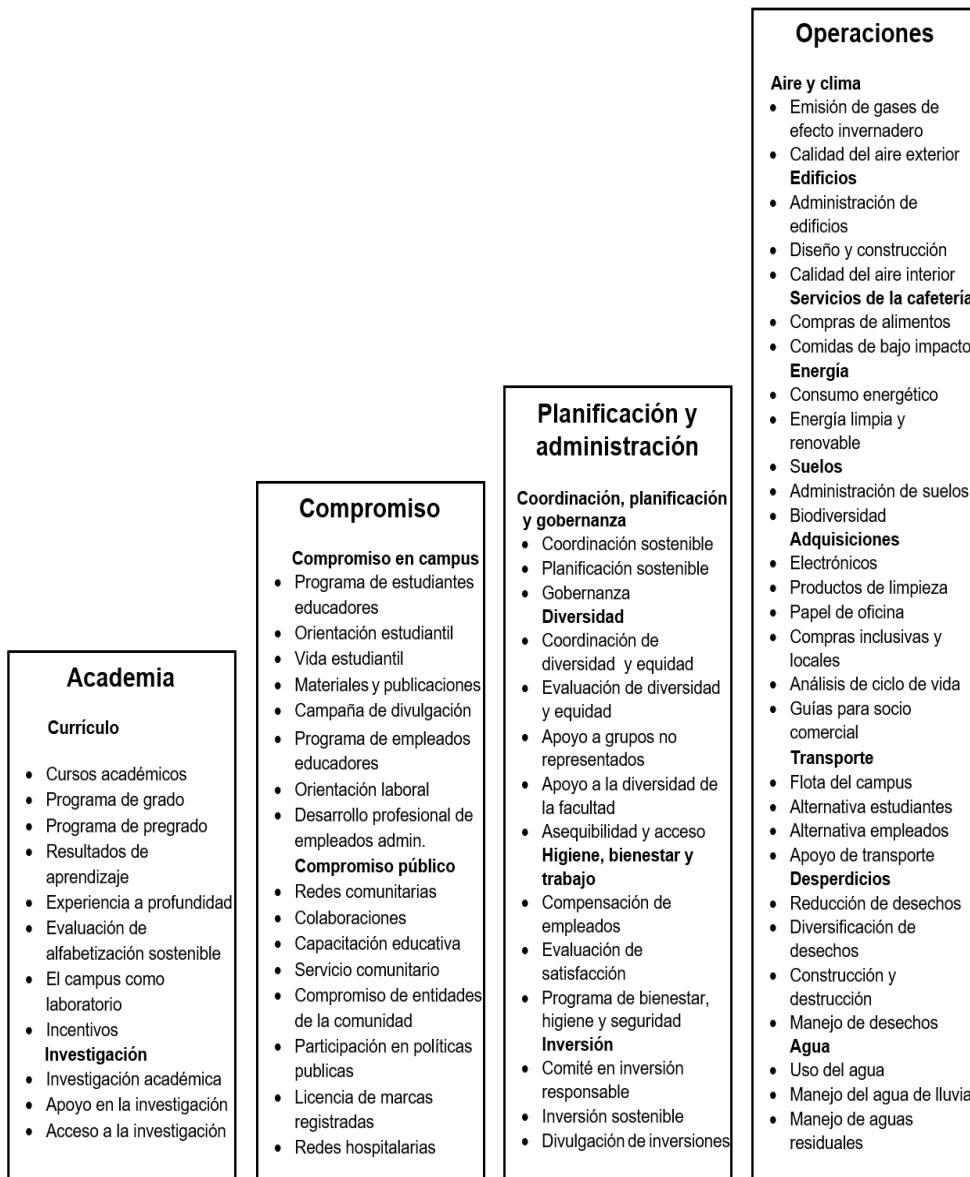 Academia
Currículo
• Cursos académicos
• Programa de grado
• Programa de pregrado
• Resultados de
aprendizaje
• Experiencia a profundidad
• Evaluación de
alfabetización sostenible
• El campus como
laboratorio
• Incentivos
Investigación
• Investigación académica
• Apoyo en la investigación
• Acceso a la investigación
Compromiso
Compromiso en campus
• Programa de estudiantes
educadores
• Orientación estudiantil
• Vida estudiantil
• Materiales y publicaciones
• Campaña de divulgación
• Programa de empleados
educadores
• Orientación laboral
• Desarrollo profesional de
empleados admin.
Compromiso público
• Redes comunitarias
• Colaboraciones
• Capacitación educativa
• Servicio comunitario
• Compromiso de entidades
de la comunidad
• Participación en políticas
publicas
• Licencia de marcas
registradas
• Redes hospitalarias
Planificación y
administración
Coordinación, planificación
y gobernanza
• Coordinación sostenible
• Planificación sostenible
• Gobernanza
Diversidad
• Coordinación de
diversidad y equidad
• Evaluación de diversidad
y equidad
• Apoyo a grupos no
representados
• Apoyo a la diversidad de
la facultad
• Asequibilidad y acceso
Higiene, bienestar y
trabajo
• Compensación de
empleados
• Evaluación de
satisfacción
• Programa de bienestar,
higiene y seguridad
Inversión
• Comité en inversión
responsable
• Inversión sostenible
• Divulgación de inversiones
Operaciones
Aire y clima
• Emisión de gases de
efecto invernadero
• Calidad del aire exterior
Edificios
• Administración de
edificios
• Diseño y construcción
• Calidad del aire interior
Servicios de la cafetería
• Compras de alimentos
• Comidas de bajo impacto
Energía
• Consumo energético
• Energía limpia y
renovable
• Suelos
• Administración de suelos
• Biodiversidad
Adquisiciones
• Electrónicos
• Productos de limpieza
• Papel de oficina
• Compras inclusivas y
locales
• Análisis de ciclo de vida
• Guías para socio
comercial
Transporte
• Flota del campus
• Alternativa estudiantes
• Alternativa empleados
• Apoyo de transporte
Desperdicios
• Reducción de desechos
• Diversificación de
desechos
• Construcción y
destrucción
• Manejo de desechos
Agua
• Uso del agua
• Manejo del agua de lluvia
• Manejo de aguas
residuales